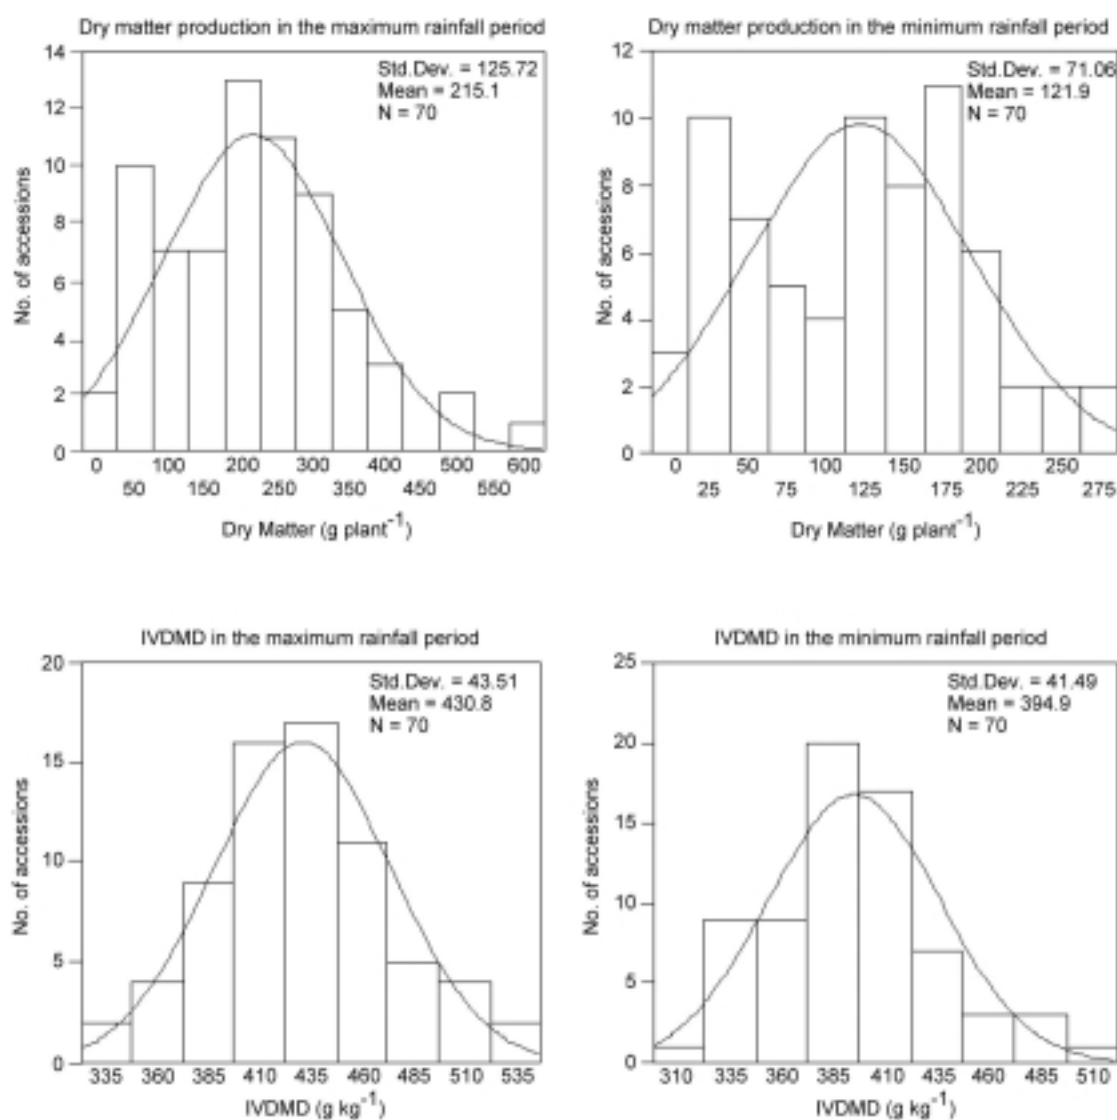 Dry matter production in the maximum rainfall period
14
12
10
8
6
4
2
0
No. of accessions
Std.Dev. = 125.72
Mean = 215.1
N = 70
0 100 200 300 400 500 600
50 150 250 350 450 550
Dry Matter (g plant⁻¹)
Dry matter production in the minimum rainfall period
12
10
8
6
4
2
0
No. of accessions
Std.Dev. = 71.06
Mean = 121.9
N = 70
0 50 100 150 200 250
25 75 125 175 225 275
Dry Matter (g plant⁻¹)
IVDMD in the maximum rainfall period
20
15
10
5
0
No. of accessions
Std.Dev. = 43.51
Mean = 430.8
N = 70
335 360 385 410 435 460 485 510 535
IVDMD (g kg⁻¹)
IVDMD in the minimum rainfall period
25
20
15
10
5
0
No. of accessions
Std.Dev. = 41.49
Mean = 394.9
N = 70
310 335 360 385 410 435 460 485 510
IVDMD (g kg⁻¹)